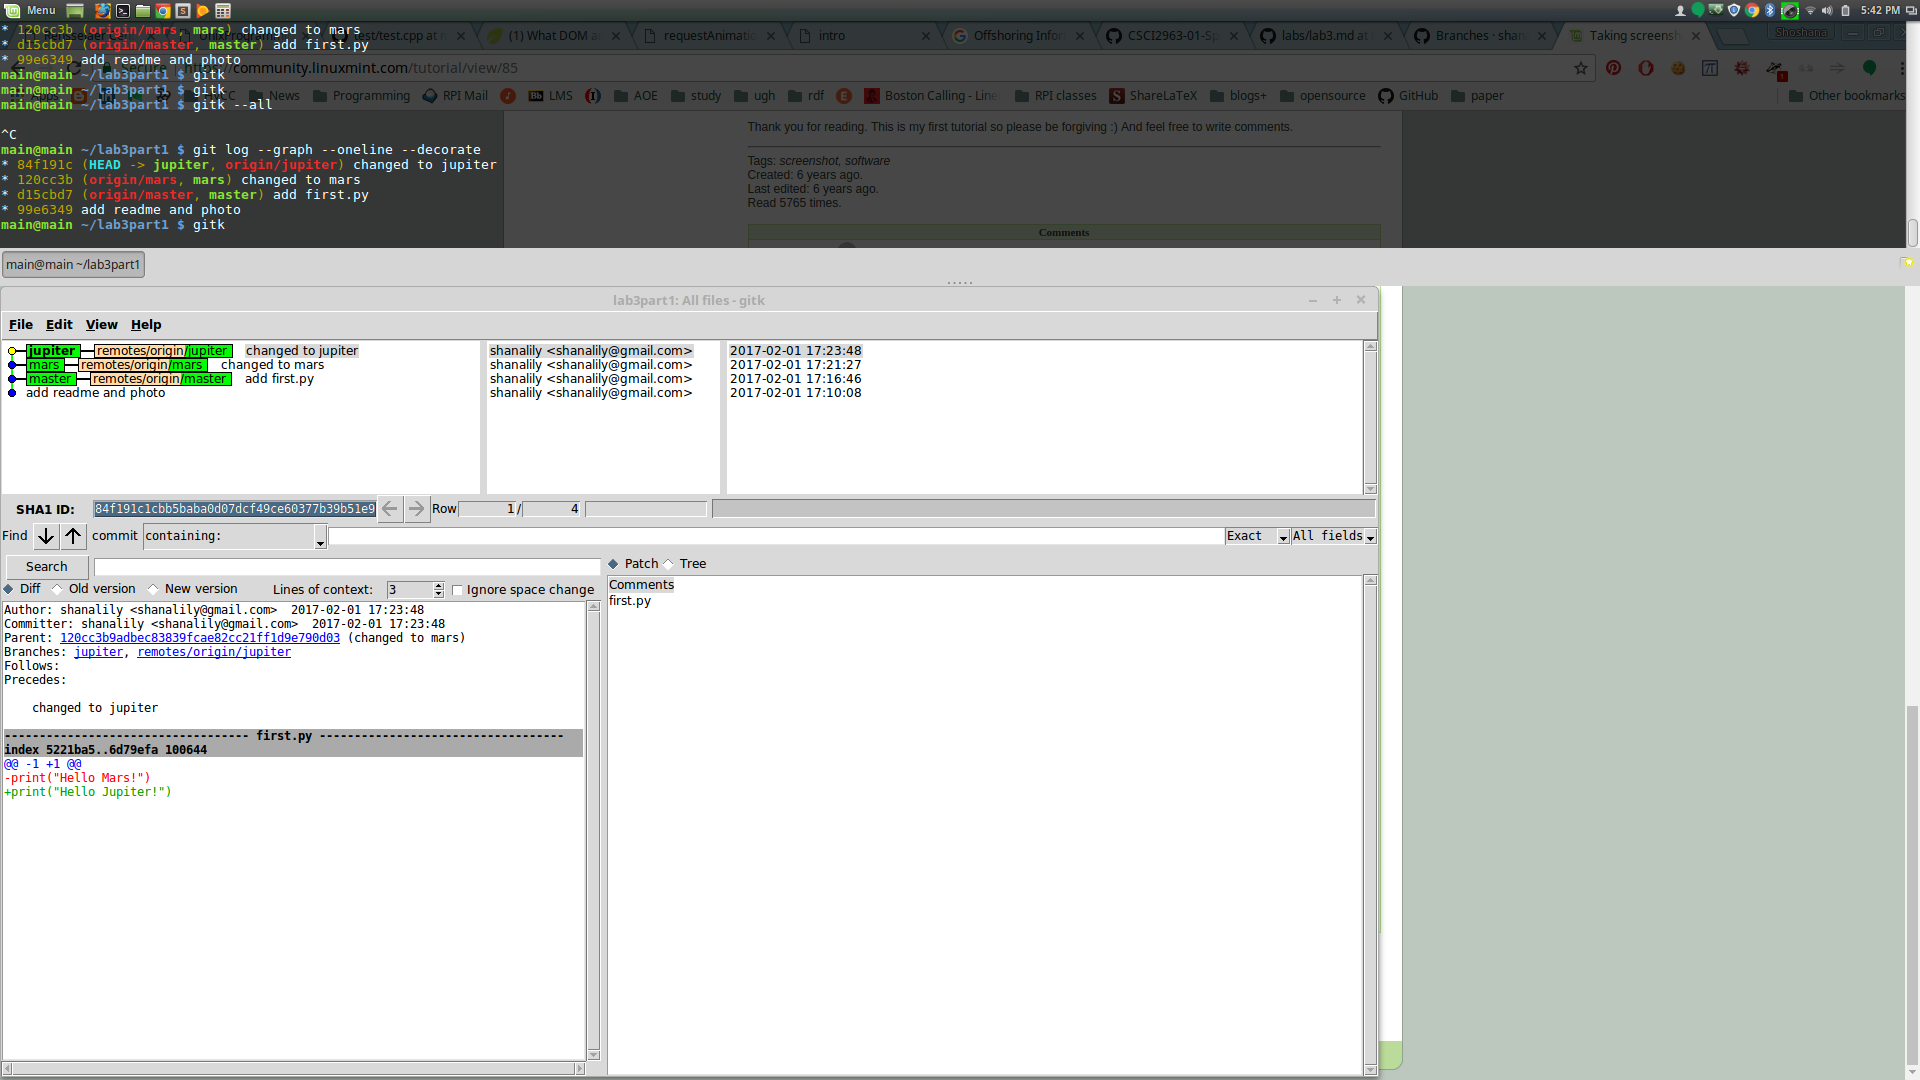 Menu
5:42 PM
* 120cc3b (origin/mars, mars) changed to mars
* d15cbd7 (origin/master, master) add first.py
* 99e6349 add readme and photo
main@main ~/lab3part1 $ gitk
main@main ~/lab3part1 $ gitk
main@main ~/lab3part1 $ gitk --all
^C
main@main ~/lab3part1 $ git log --graph --oneline --decorate
* 84f191c (HEAD -> jupiter, origin/jupiter) changed to jupiter
* 120cc3b (origin/mars, mars) changed to mars
* d15cbd7 (origin/master, master) add first.py
* 99e6349 add readme and photo
main@main ~/lab3part1 $ gitk
test/test.cpp at
(1) What DOM a
requestAnimatio
intro
Offshoring Infor
CSCI2963-01-Sp
labs/lab3.md at
Branches · shan
Taking screensh
Shoshana
Secure
https://community.linuxmint.com/tutorial/view/85
News
Programming
RPI Mail
LMS
AOE
study
ugh
rdf
Boston Calling - Line
RPI classes
ShareLaTeX
blogs+
opensource
GitHub
paper
Other bookmarks
Thank you for reading. This is my first tutorial so please be forgiving :) And feel free to write comments.
Tags: screenshot, software
Created: 6 years ago.
Last edited: 6 years ago.
Read 5765 times.
Comments
main@main ~/lab3part1
lab3part1: All files - gitk
File Edit View Help
jupiter remotes/origin/jupiter changed to jupiter shanalily <shanalily@gmail.com> 2017-02-01 17:23:48
mars remotes/origin/mars changed to mars shanalily <shanalily@gmail.com> 2017-02-01 17:21:27
master remotes/origin/master add first.py shanalily <shanalily@gmail.com> 2017-02-01 17:16:46
add readme and photo shanalily <shanalily@gmail.com> 2017-02-01 17:10:08
SHA1 ID: 84f191c1cbb5baba0d07dcf49ce60377b39b51e9 Row 1 / 4
Find commit containing: Exact All fields
Search
Patch Tree
Diff Old version New version Lines of context: 3 Ignore space change
Comments
first.py
Author: shanalily <shanalily@gmail.com> 2017-02-01 17:23:48
Committer: shanalily <shanalily@gmail.com> 2017-02-01 17:23:48
Parent: 120cc3b9adbec83839fcae82cc21ff1d9e790d03 (changed to mars)
Branches: jupiter, remotes/origin/jupiter
Follows:
Precedes:
changed to jupiter
---------------------------------- first.py ----------------------------------
index 5221ba5..6d79efa 100644
@@ -1 +1 @@
-print("Hello Mars!")
+print("Hello Jupiter!")